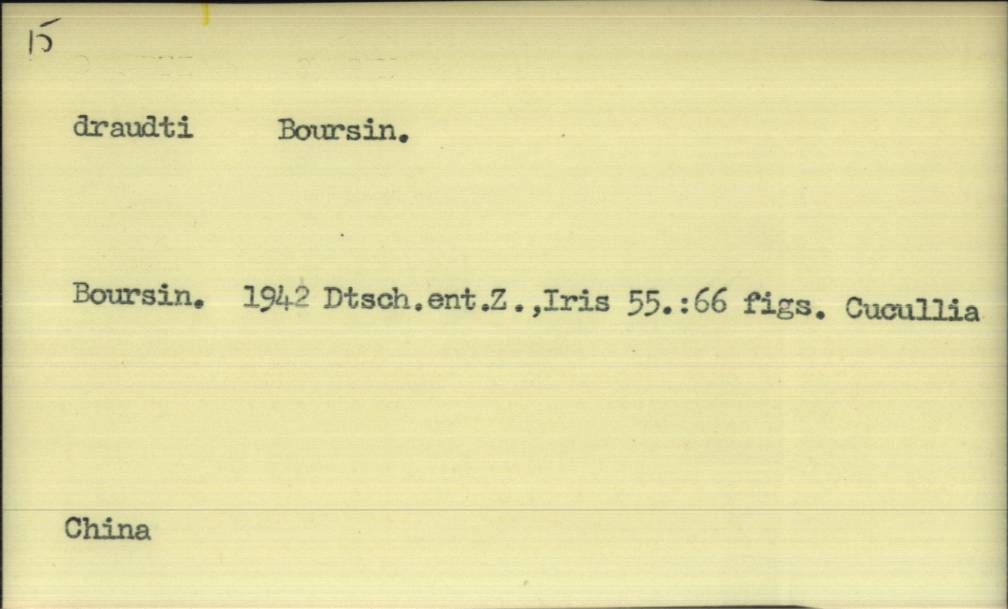 15
draudti Boursin.
Boursin. 1942 Dtsch.ent.Z.,Iris 55.:66 figs. Cucullia
China